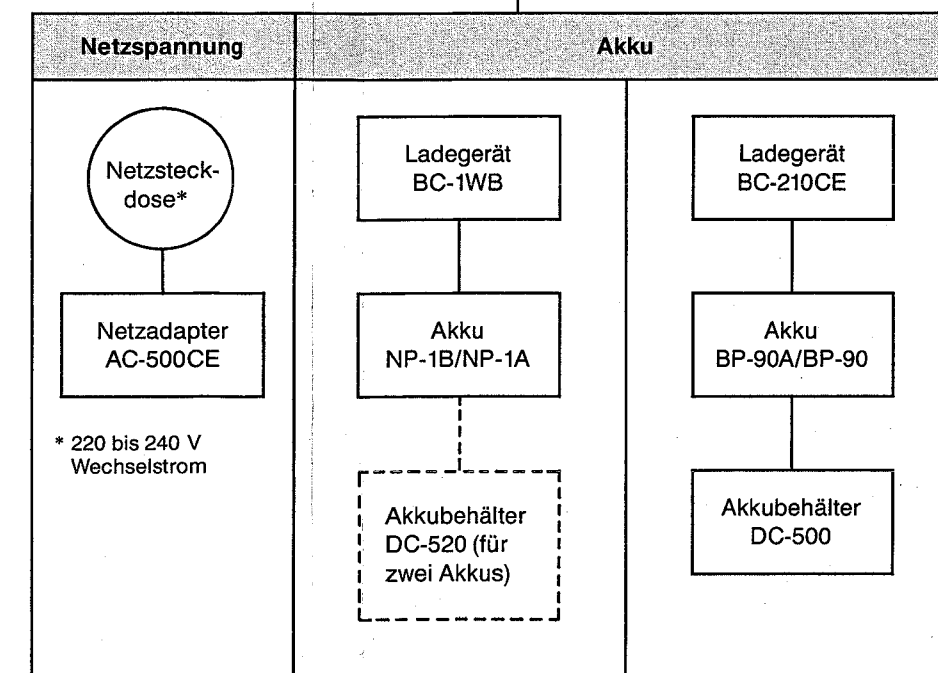 Netzspannung
Akku
Netzsteck-
dose*
Netzadapter
AC-500CE
* 220 bis 240 V
Wechselstrom
Ladegerät
BC-1WB
Akku
NP-1B/NP-1A
Akkubehälter
DC-520 (für
zwei Akkus)
Ladegerät
BC-210CE
Akku
BP-90A/BP-90
Akkubehälter
DC-500